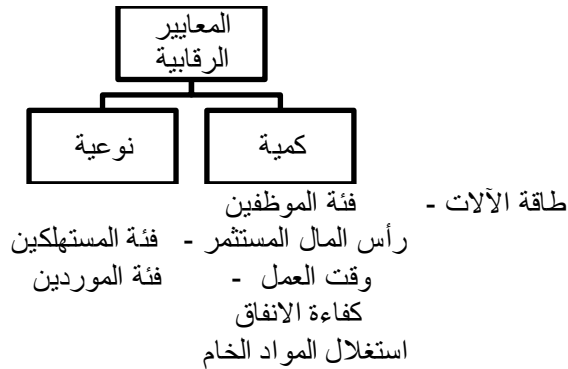 المعايير
الرقابية
كمية
نوعية
طاقة الآلات - فئة الموظفين
رأس المال المستثمر - فئة المستهلكين
وقت العمل - فئة الموردين
كفاءة الانفاق
استغلال المواد الخام